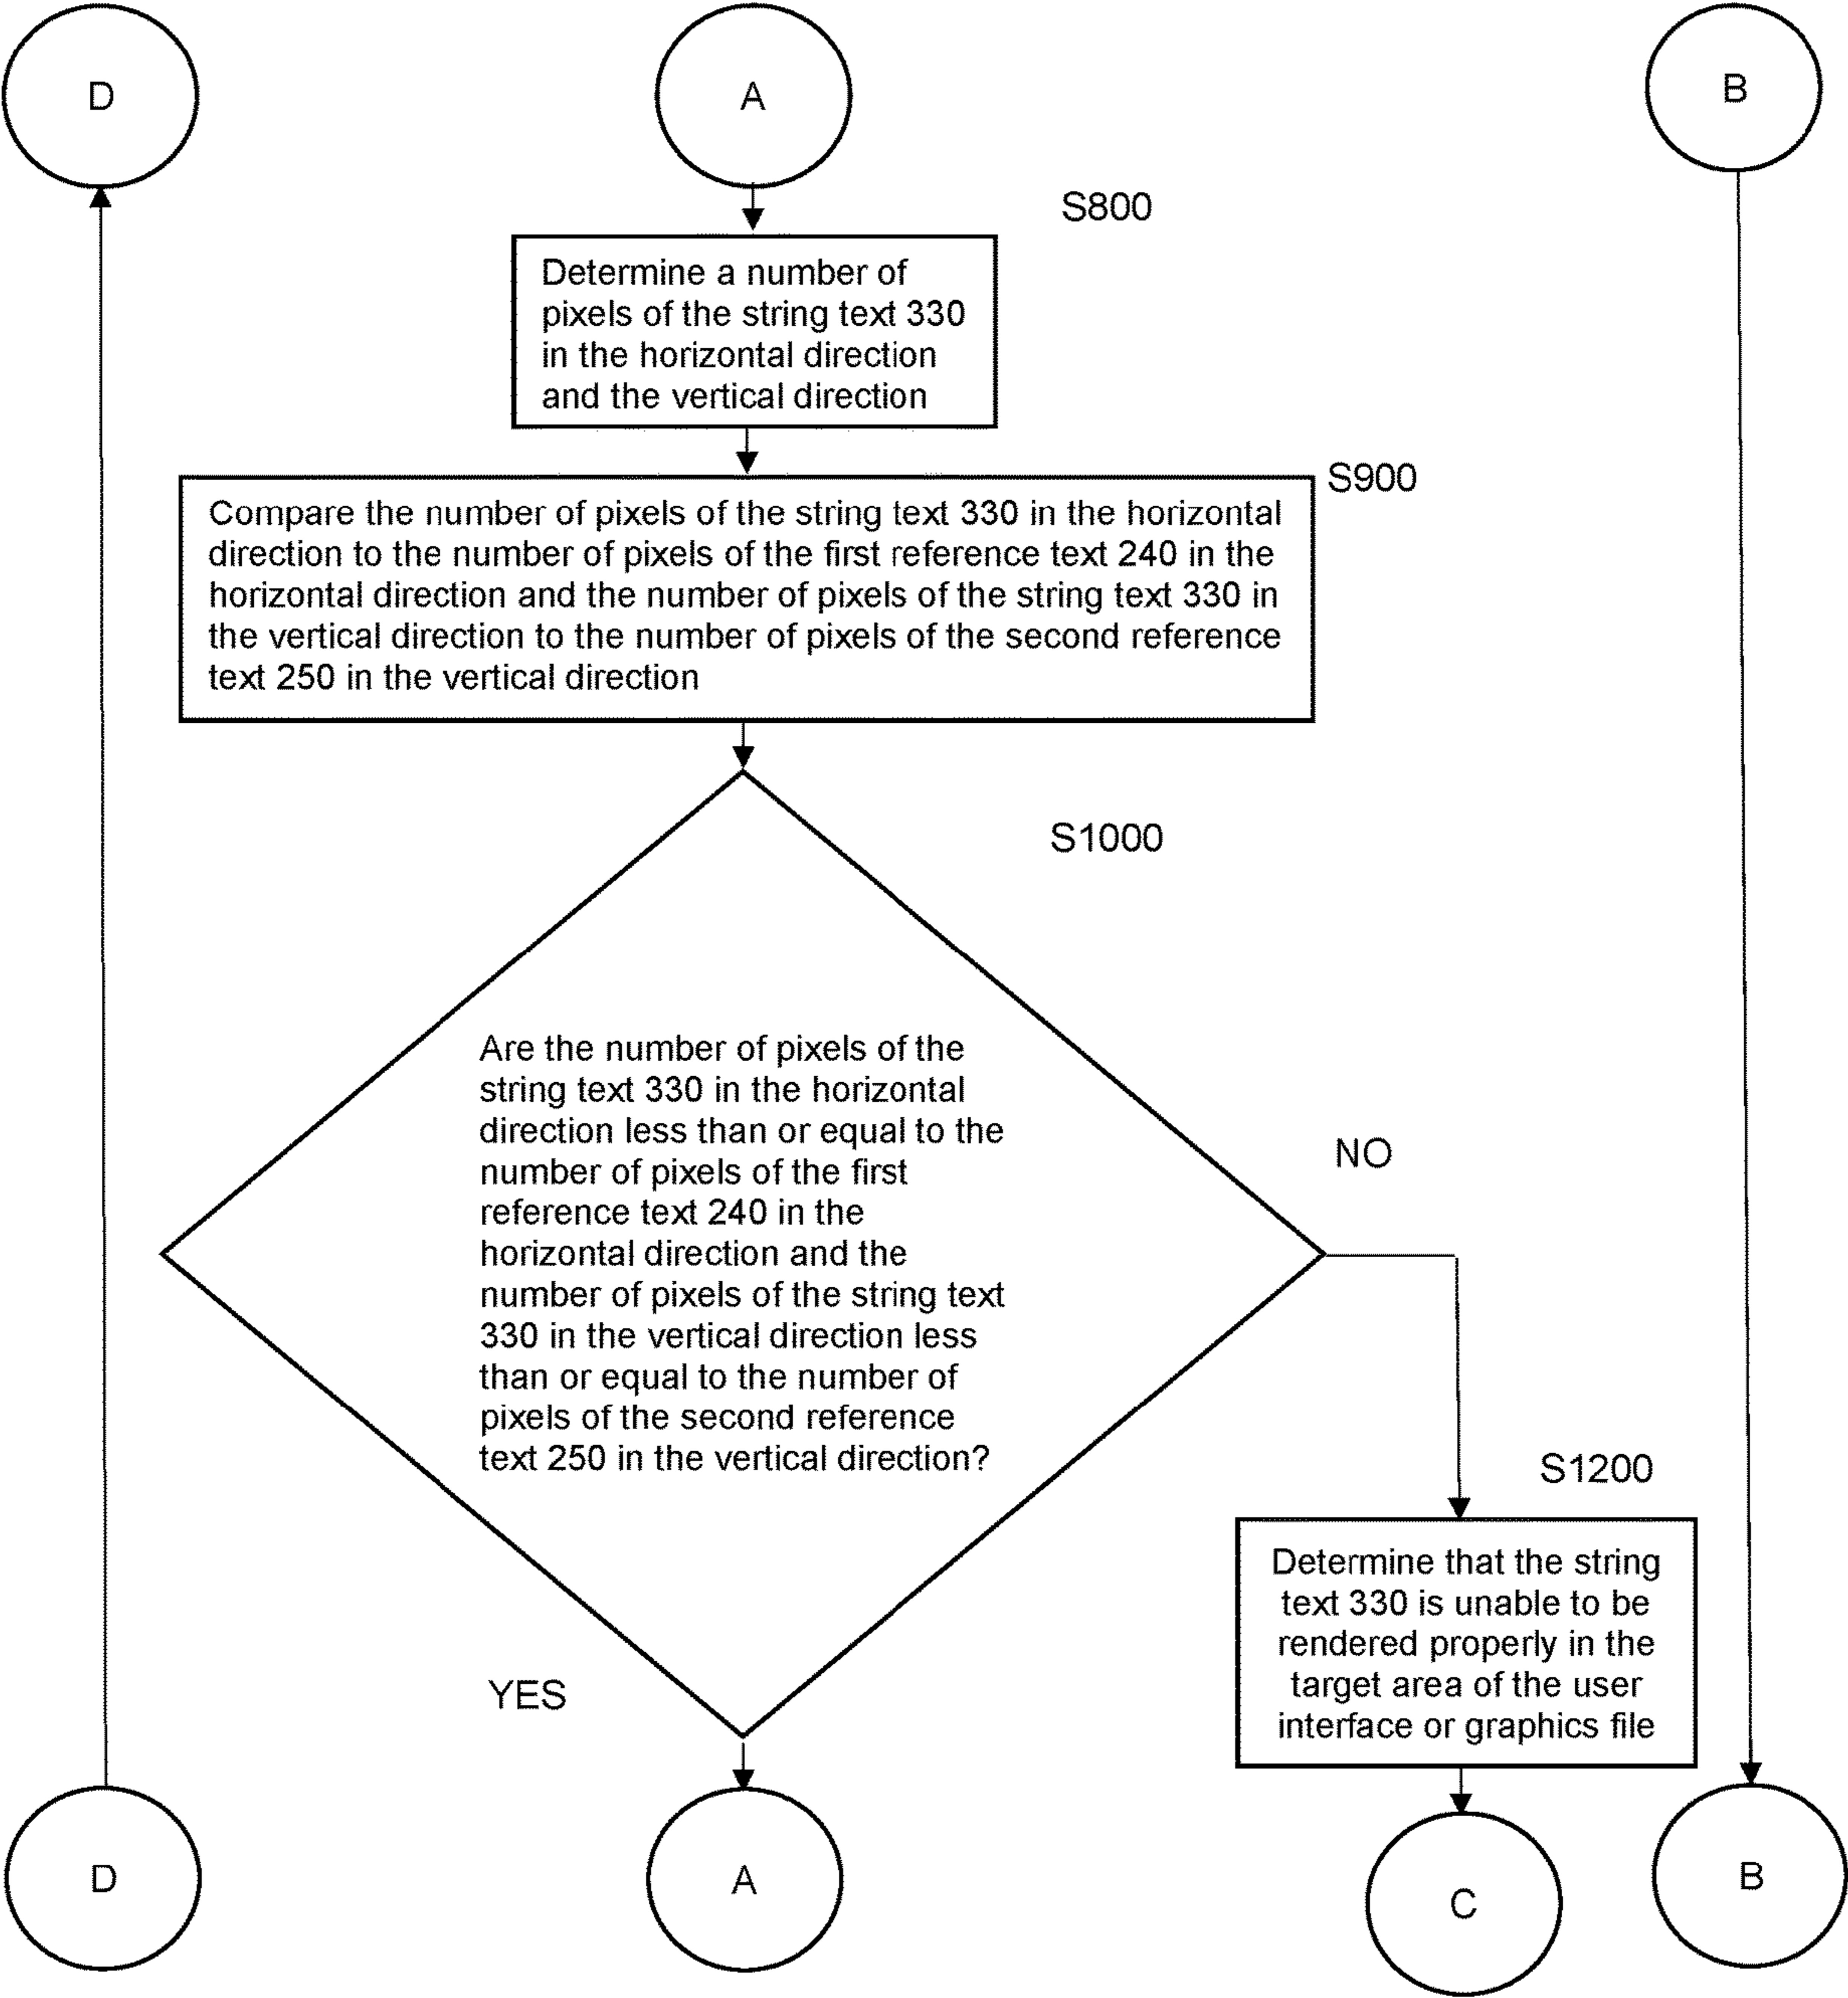 D
A
B
S800
Determine a number of
pixels of the string text 330
in the horizontal direction
and the vertical direction
S900
Compare the number of pixels of the string text 330 in the horizontal
direction to the number of pixels of the first reference text 240 in the
horizontal direction and the number of pixels of the string text 330 in
the vertical direction to the number of pixels of the second reference
text 250 in the vertical direction
S1000
Are the number of pixels of the
string text 330 in the horizontal
direction less than or equal to the
number of pixels of the first
reference text 240 in the
horizontal direction and the
number of pixels of the string text
330 in the vertical direction less
than or equal to the number of
pixels of the second reference
text 250 in the vertical direction?
NO
S1200
Determine that the string
text 330 is unable to be
rendered properly in the
target area of the user
interface or graphics file
YES
D
A
C
B